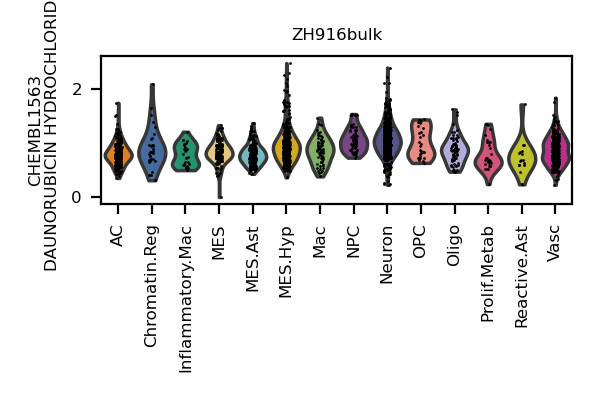 ZH916bulk
CHEMBL1563
DAUNORUBICIN HYDROCHLORID
2
0
AC
Chromatin.Reg
Inflammatory.Mac
MES
MES.Ast
MES.Hyp
Mac
NPC
Neuron
OPC
Oligo
Prolif.Metab
Reactive.Ast
Vasc